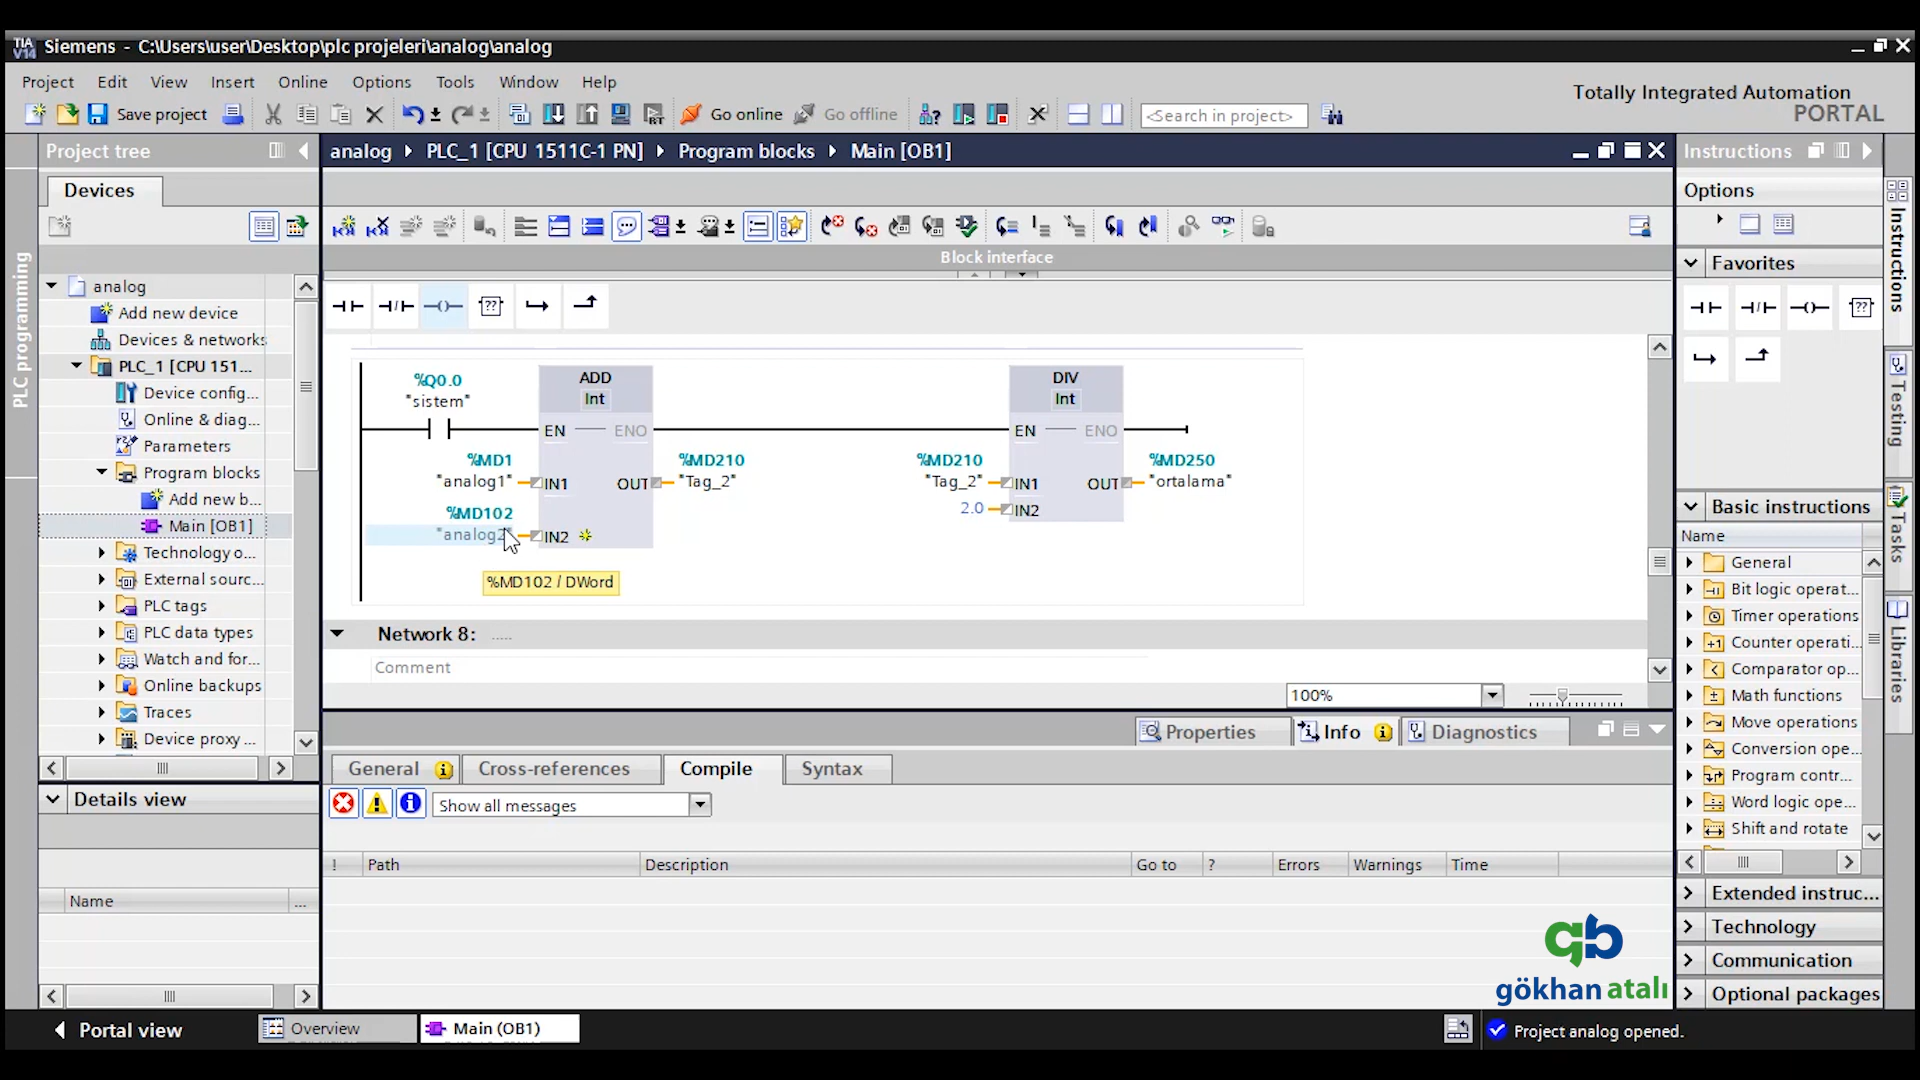 TIA V14 Siemens - C:\Users\user\Desktop\plc projeleri\analog\analog
Project Edit View Insert Online Options Tools Window Help
Totally Integrated Automation
PORTAL
Save project Go online Go offline <Search in project>
Project tree
analog PLC_1 [CPU 1511C-1 PN] Program blocks Main [OB1]
Instructions
Devices
Options
PLC programming
Block interface
Favorites
analog
Add new device
Devices & networks
PLC_1 [CPU 151...
Device config...
Online & diag...
Parameters
Program blocks
Add new b...
Main [OB1]
Technology o...
External sourc...
PLC tags
PLC data types
Watch and for...
Online backups
Traces
Device proxy ...
%Q0.0
"sistem"
ADD
Int
EN ENO
%MD1
"analog1" IN1
OUT
%MD210
"Tag_2"
%MD102
"analog2" IN2
%MD102 / DWord
DIV
Int
EN ENO
%MD210
"Tag_2" IN1
2.0 IN2
OUT
%MD250
"ortalama"
Network 8: .....
Comment
100%
Basic instructions
Name
General
Bit logic operat...
Timer operations
Counter operati...
Comparator op...
Math functions
Move operations
Conversion ope...
Program contr...
Word logic ope...
Shift and rotate
Extended instruc...
Technology
Communication
Optional packages
Instructions
Testing
Tasks
Libraries
Properties Info Diagnostics
General Cross-references Compile Syntax
Show all messages
! Path Description Go to ? Errors Warnings Time
Details view
Name ...
gb
gökhan atalı
Portal view Overview Main (OB1) Project analog opened.